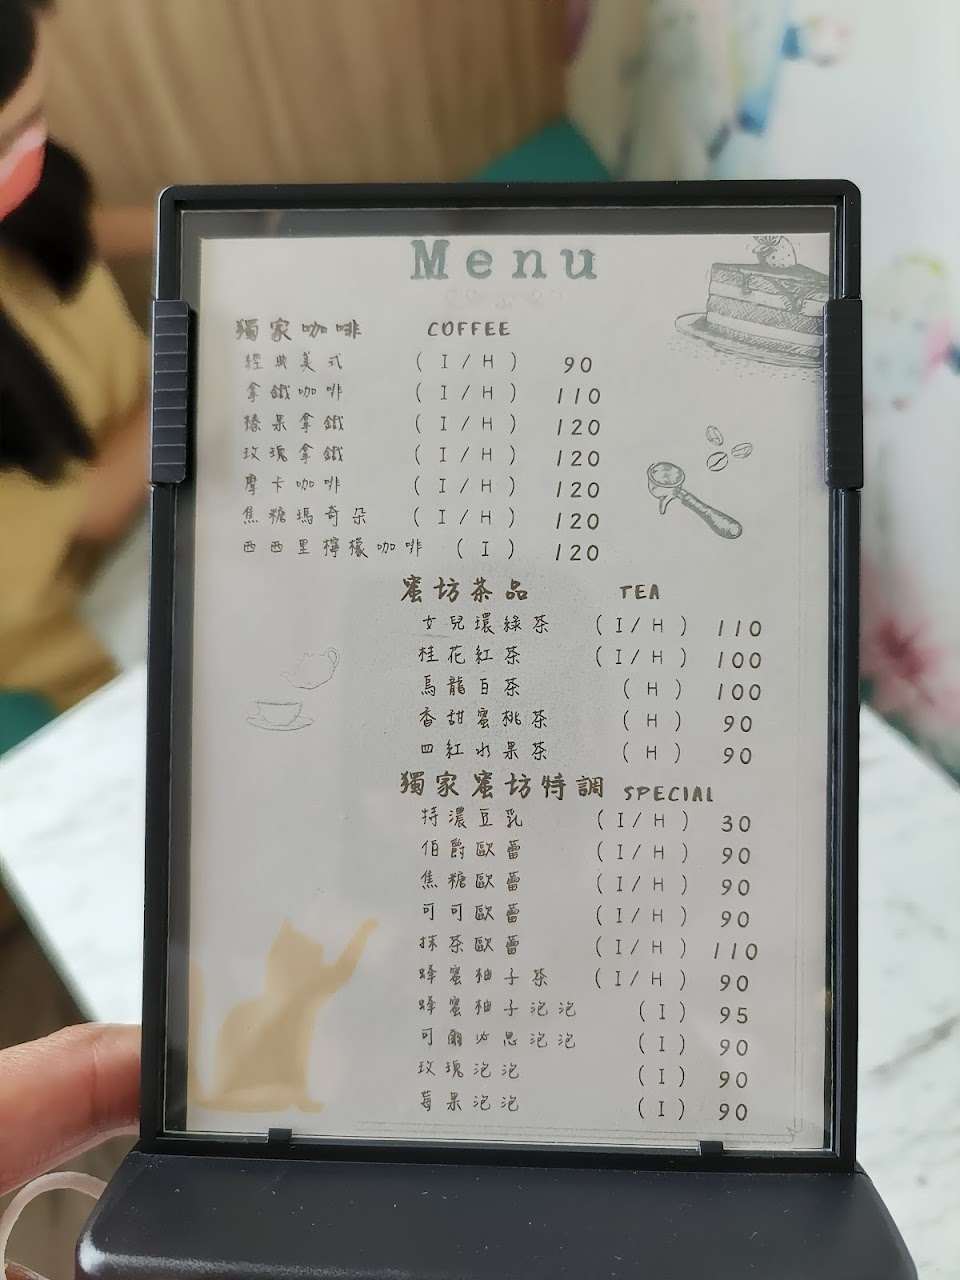 Menu
獨家咖啡 COFFEE
經典美式 (I/H) 90
拿鐵咖啡 (I/H) 110
榛果拿鐵 (I/H) 120
玫瑰拿鐵 (I/H) 120
摩卡咖啡 (I/H) 120
焦糖瑪奇朵 (I/H) 120
西西里檸檬咖啡 (I) 120
蜜坊茶品 TEA
女兒環綠茶 (I/H) 110
桂花紅茶 (I/H) 100
烏龍白茶 (H) 100
香甜蜜桃茶 (H) 90
四紅水果茶 (H) 90
獨家蜜坊特調 SPECIAL
特濃豆乳 (I/H) 30
伯爵歐蕾 (I/H) 90
焦糖歐蕾 (I/H) 90
可可歐蕾 (I/H) 90
抹茶歐蕾 (I/H) 110
蜂蜜柚子茶 (I/H) 90
蜂蜜柚子泡泡 (I) 95
可爾必思泡泡 (I) 90
玫瑰泡泡 (I) 90
莓果泡泡 (I) 90